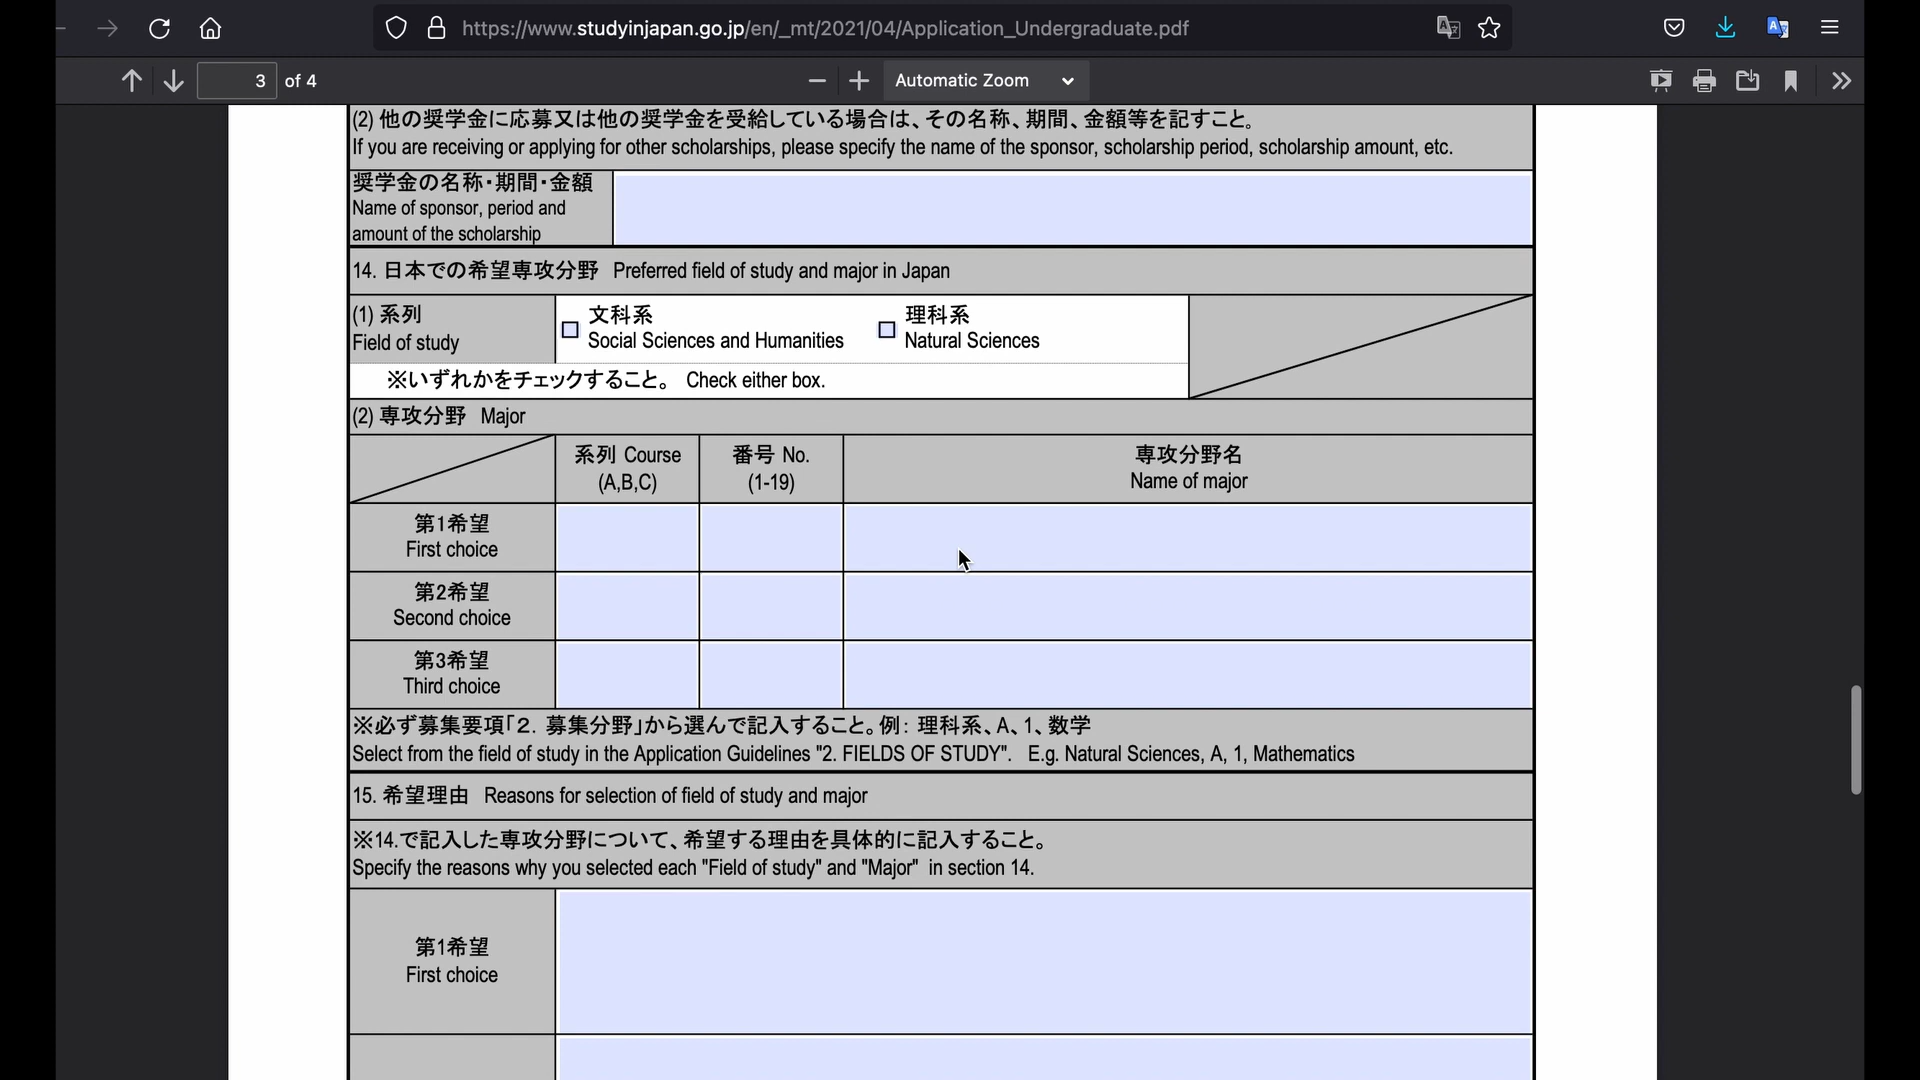 https://www.studyinjapan.go.jp/en/_mt/2021/04/Application_Undergraduate.pdf
3 of 4
Automatic Zoom
(2) 他の奨学金に応募又は他の奨学金を受給している場合は、その名称、期間、金額等を記すこと。
If you are receiving or applying for other scholarships, please specify the name of the sponsor, scholarship period, scholarship amount, etc.
奨学金の名称・期間・金額
Name of sponsor, period and
amount of the scholarship
14. 日本での希望専攻分野 Preferred field of study and major in Japan
(1) 系列
Field of study
文科系
Social Sciences and Humanities
理科系
Natural Sciences
※いずれかをチェックすること。 Check either box.
(2) 専攻分野 Major
系列 Course
(A,B,C)
番号 No.
(1-19)
専攻分野名
Name of major
第1希望
First choice
第2希望
Second choice
第3希望
Third choice
※必ず募集要項「２．募集分野」から選んで記入すること。例： 理科系、A、1、数学
Select from the field of study in the Application Guidelines "2. FIELDS OF STUDY". E.g. Natural Sciences, A, 1, Mathematics
15. 希望理由 Reasons for selection of field of study and major
※14.で記入した専攻分野について、希望する理由を具体的に記入すること。
Specify the reasons why you selected each "Field of study" and "Major" in section 14.
第1希望
First choice